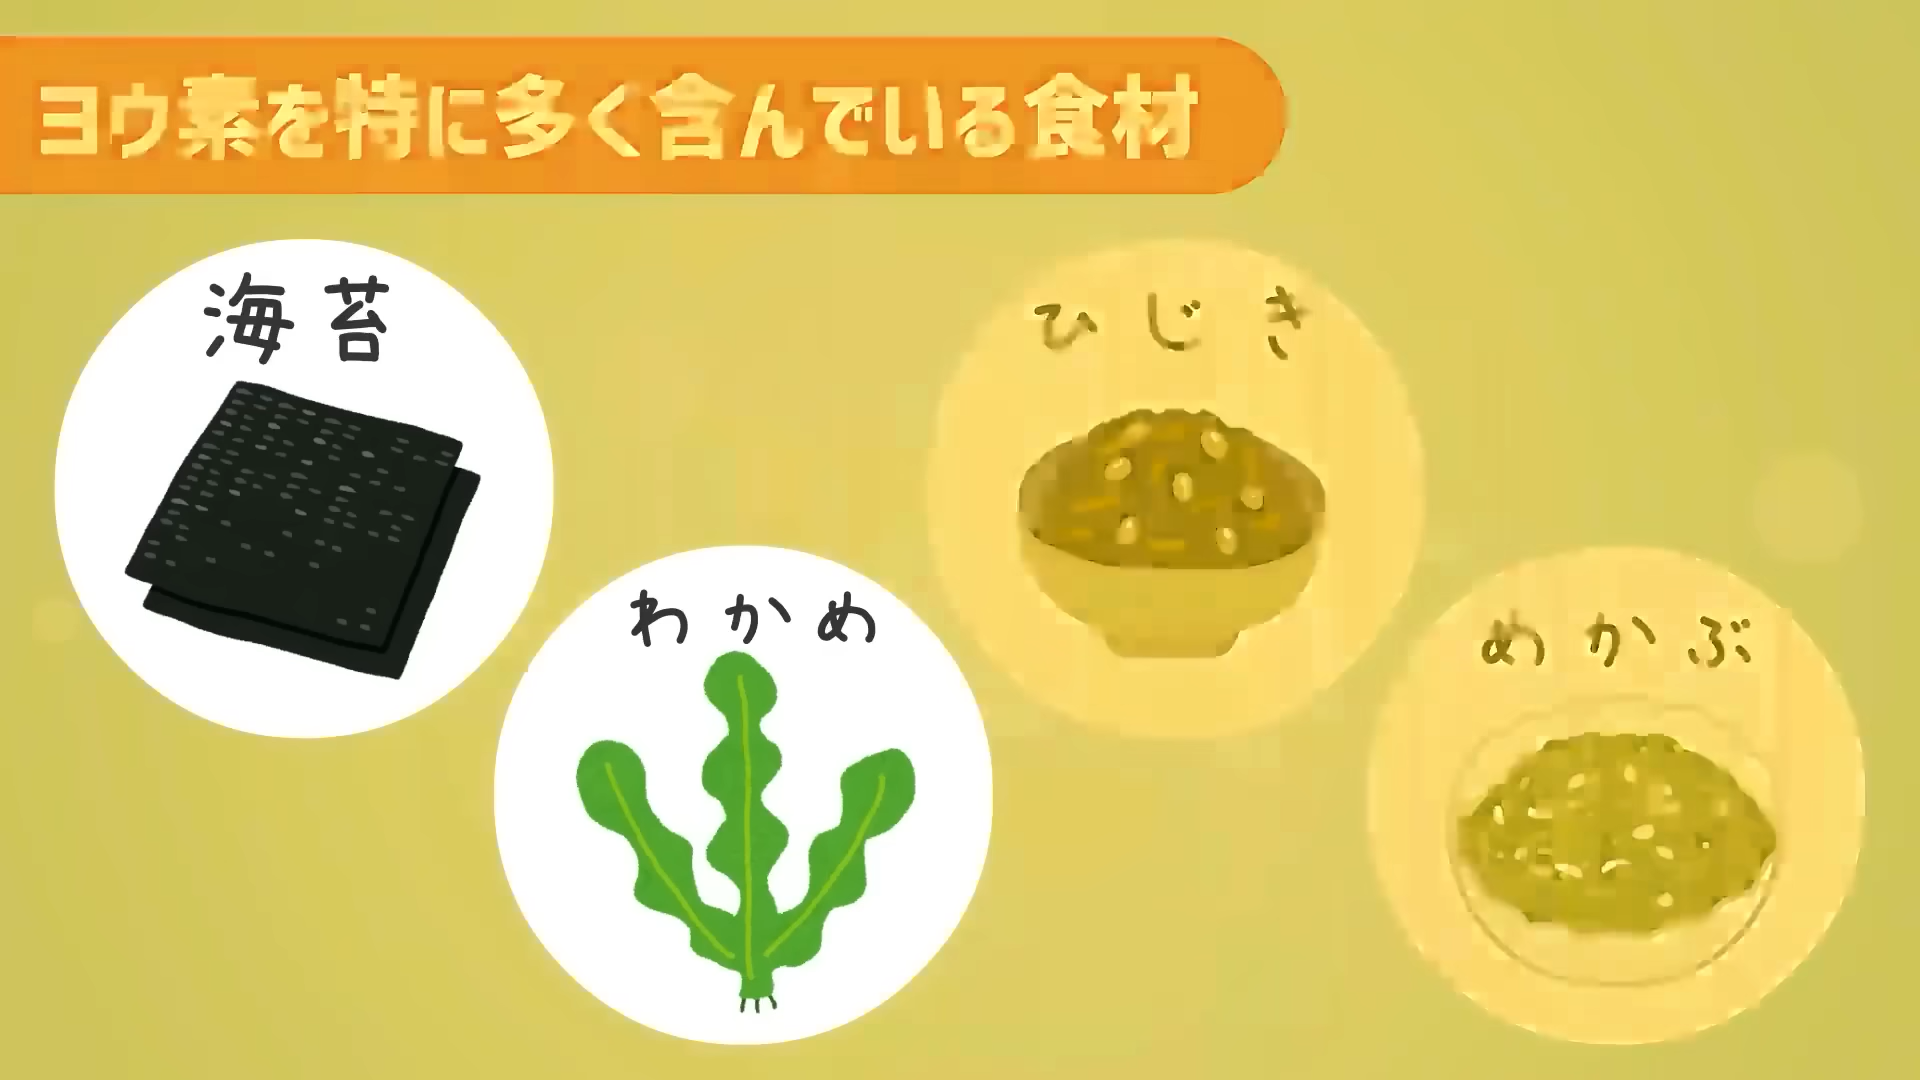 ヨウ素を特に多く含んでいる食材
海苔
わかめ
ひじき
めかぶ